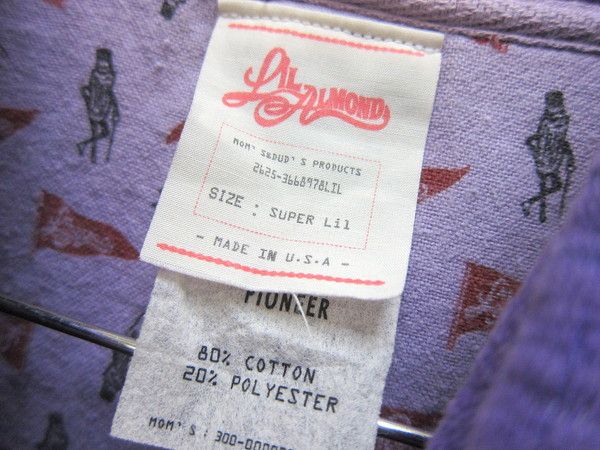 LIL ALMOND
MOM' S&DUD' S PRODUCTS
2625-3668978LIL
SIZE : SUPER Lil
- MADE IN U.S.A -
PIONEER
80% COTTON
20% POLYESTER
MOM' S : 300-00000